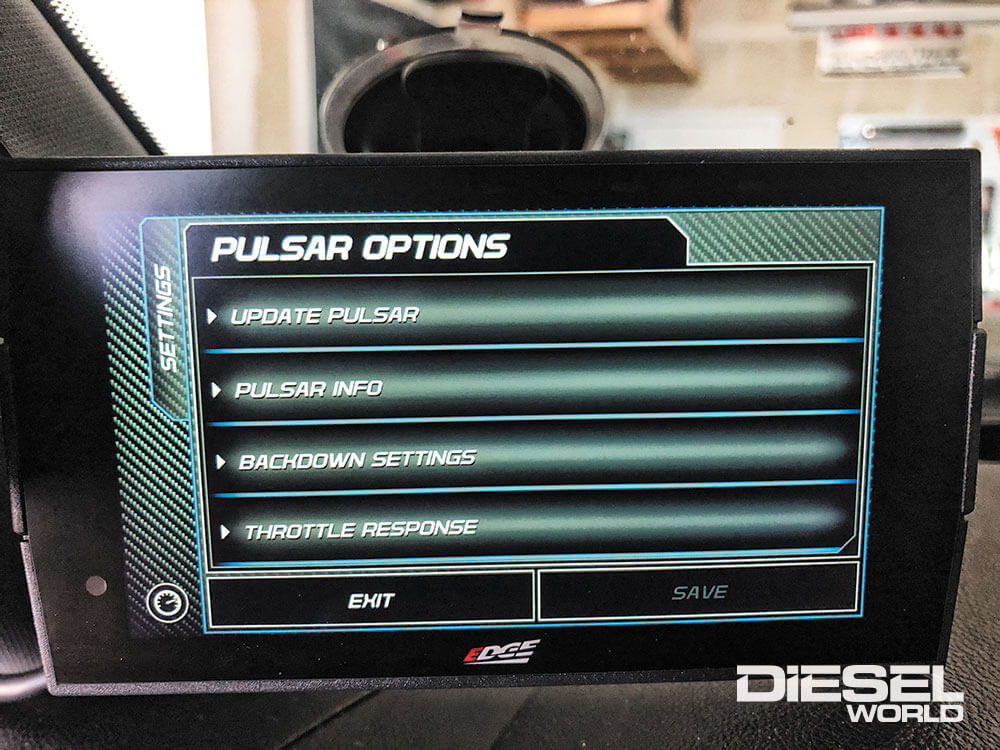 PULSAR OPTIONS
SETTINGS
UPDATE PULSAR
PULSAR INFO
BACKDOWN SETTINGS
THROTTLE RESPONSE
EXIT
SAVE
EDGE
DIESEL
WORLD